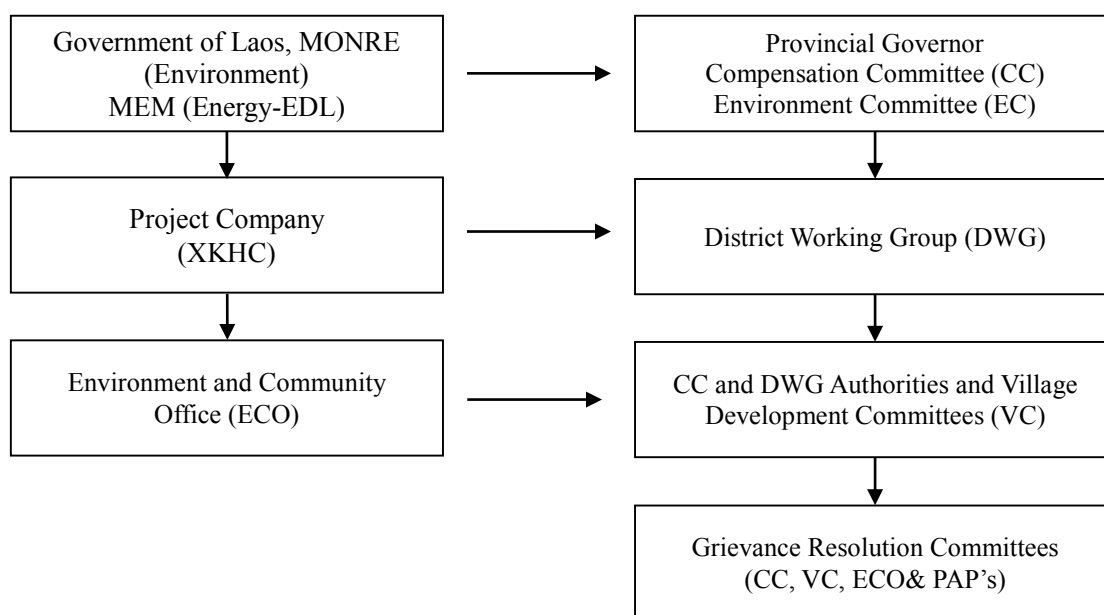 Government of Laos, MONRE
(Environment)
MEM (Energy-EDL)
Provincial Governor
Compensation Committee (CC)
Environment Committee (EC)
Project Company
(XKHC)
District Working Group (DWG)
Environment and Community
Office (ECO)
CC and DWG Authorities and Village
Development Committees (VC)
Grievance Resolution Committees
(CC, VC, ECO& PAP's)